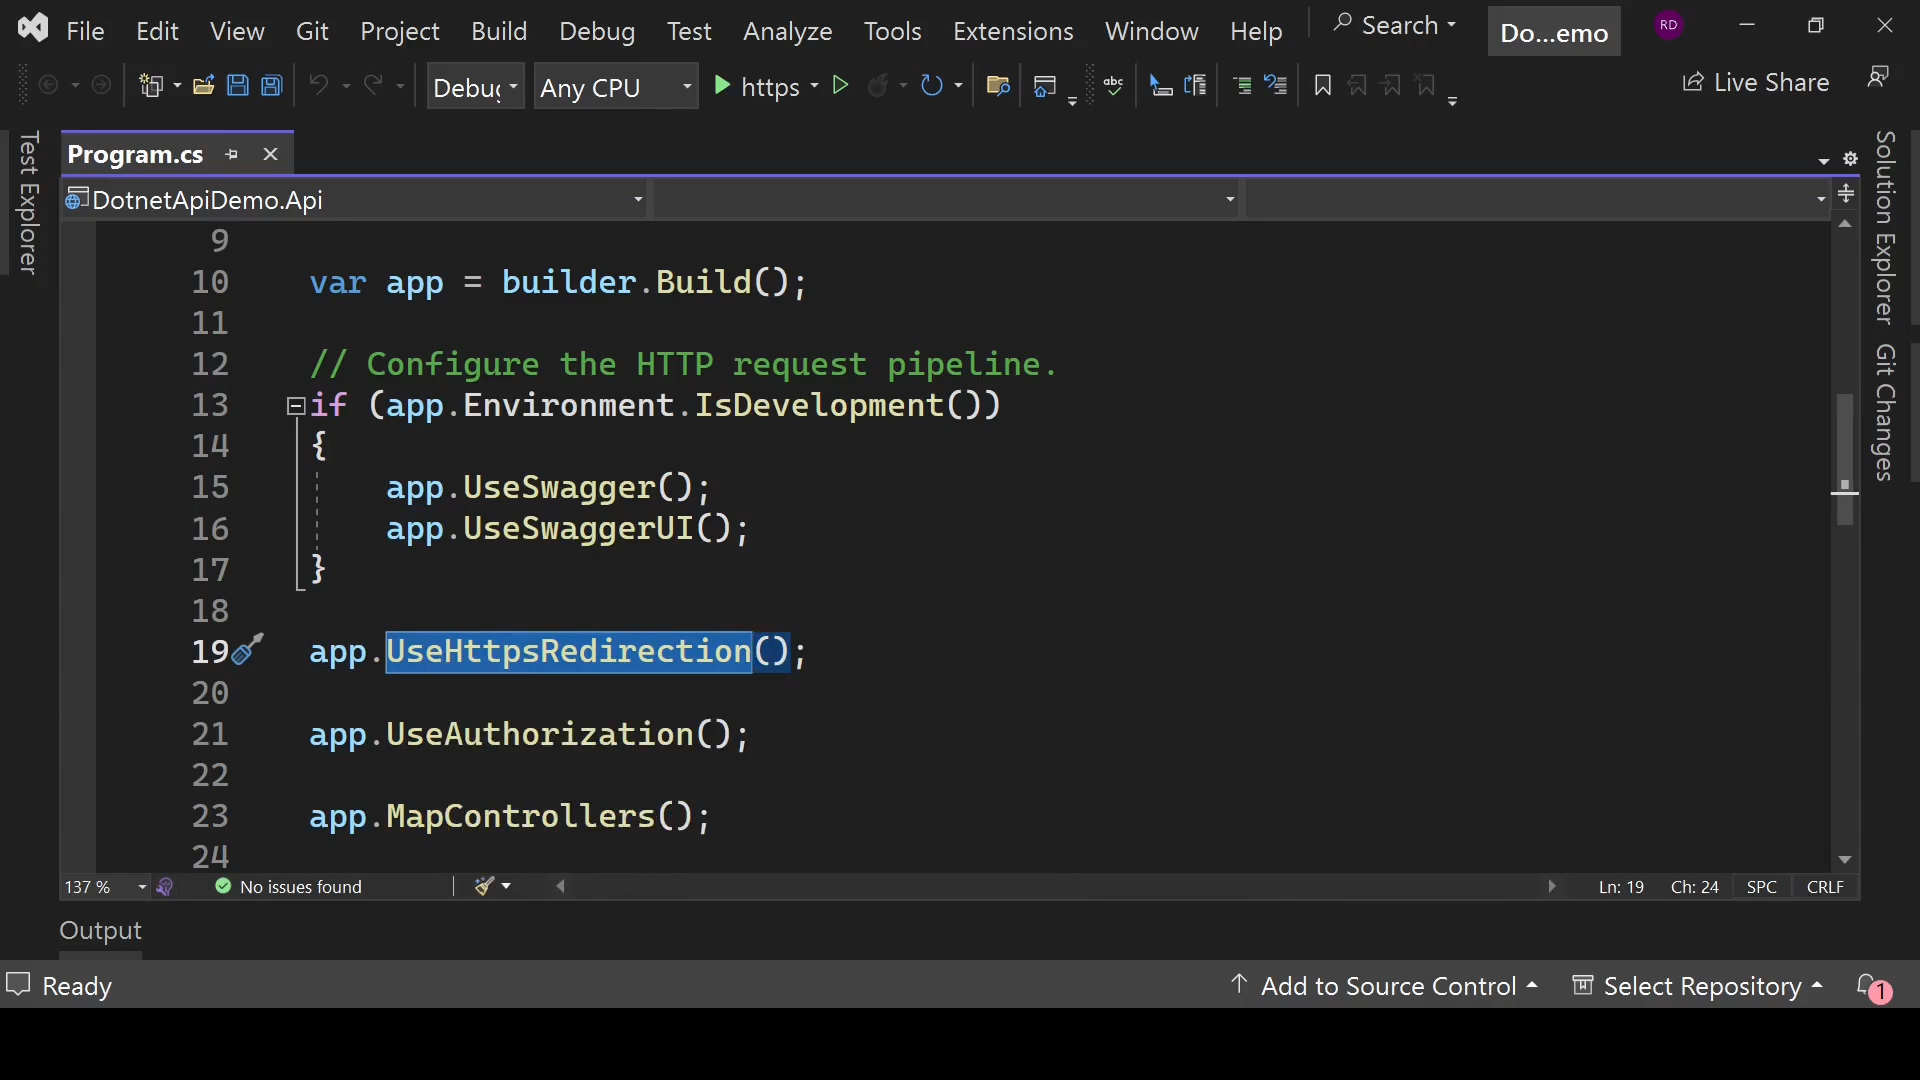 File Edit View Git Project Build Debug Test Analyze Tools Extensions Window Help Search Do...emo RD
Debug Any CPU https abc Live Share
Test Explorer
Program.cs
DotnetApiDemo.Api
Solution Explorer
Git Changes
9
10 var app = builder.Build();
11
12 // Configure the HTTP request pipeline.
13 if (app.Environment.IsDevelopment())
14 {
15 app.UseSwagger();
16 app.UseSwaggerUI();
17 }
18
19 app.UseHttpsRedirection();
20
21 app.UseAuthorization();
22
23 app.MapControllers();
24
137 % No issues found Ln: 19 Ch: 24 SPC CRLF
Output
Ready Add to Source Control Select Repository 1